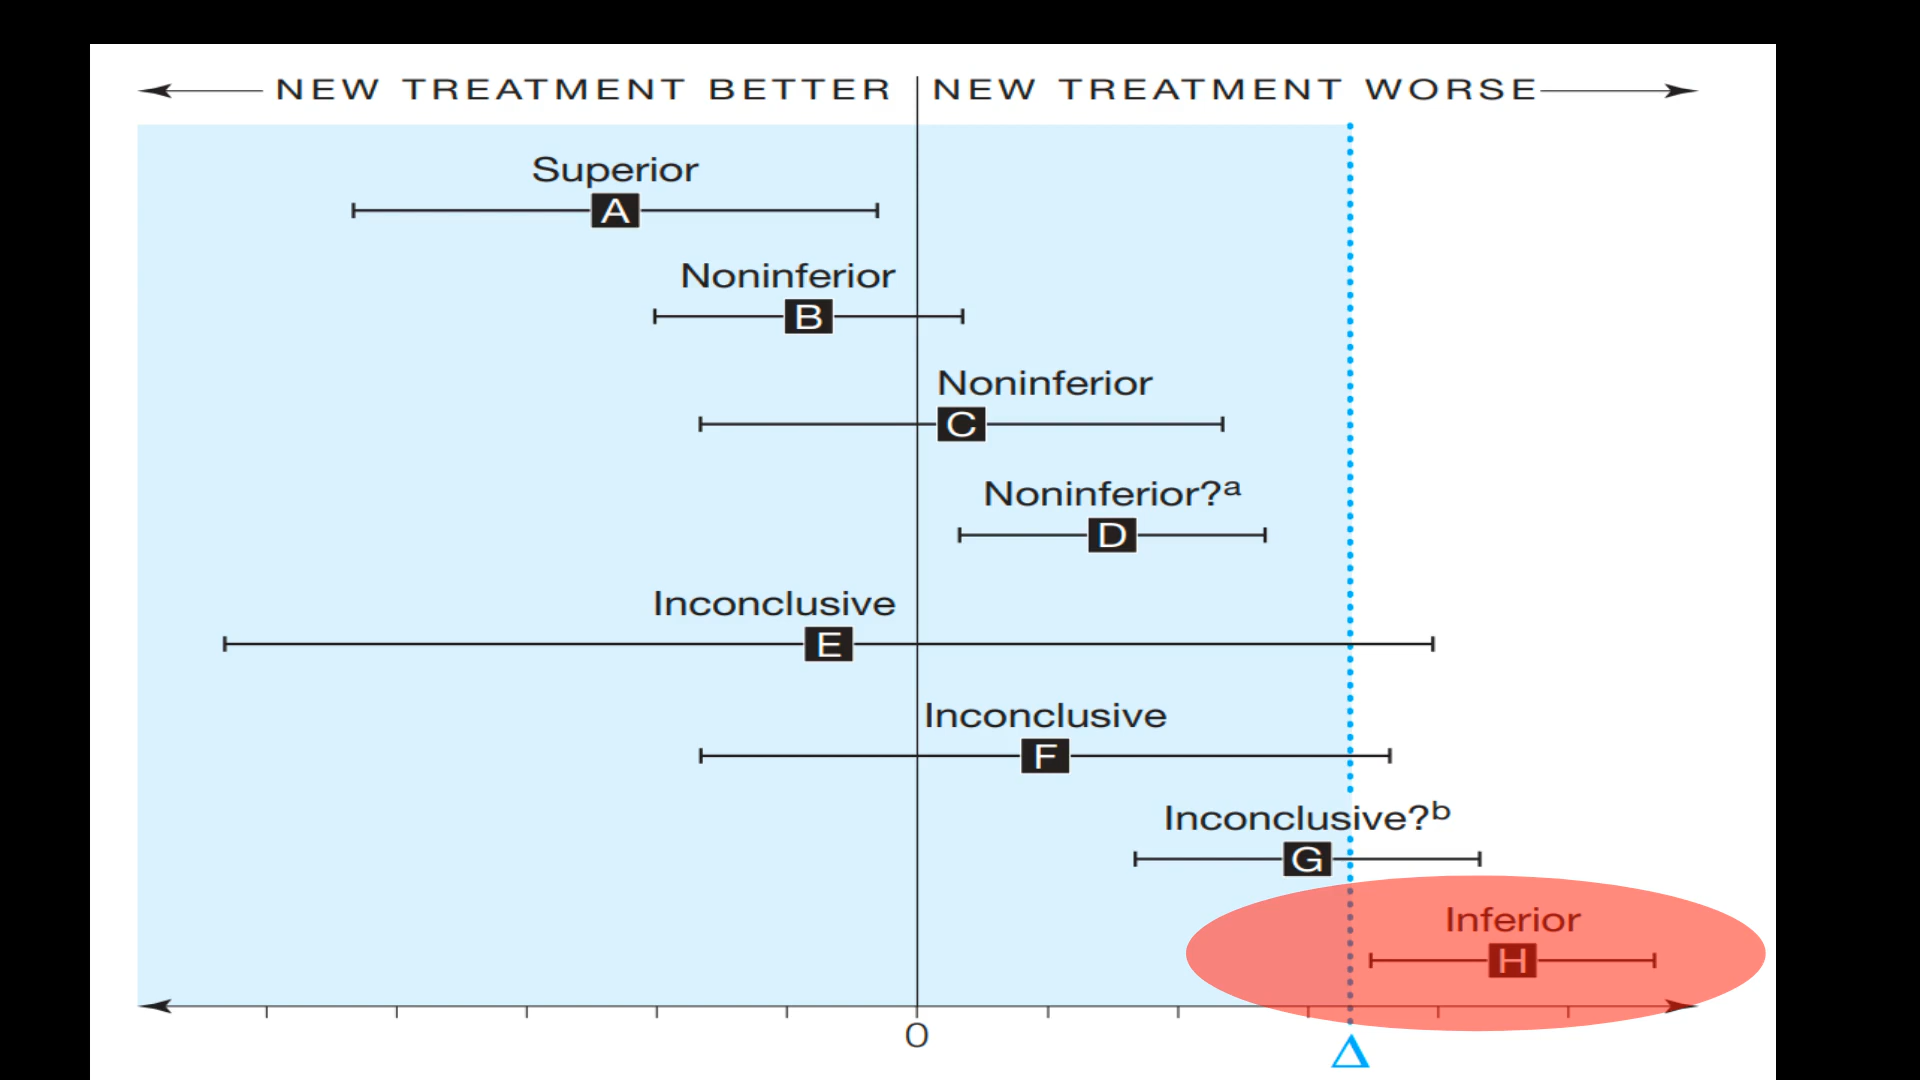 NEW TREATMENT BETTER NEW TREATMENT WORSE
Superior
A
Noninferior
B
Noninferior
C
Noninferior?a
D
Inconclusive
E
Inconclusive
F
Inconclusive?b
G
Inferior
H
0
Δ